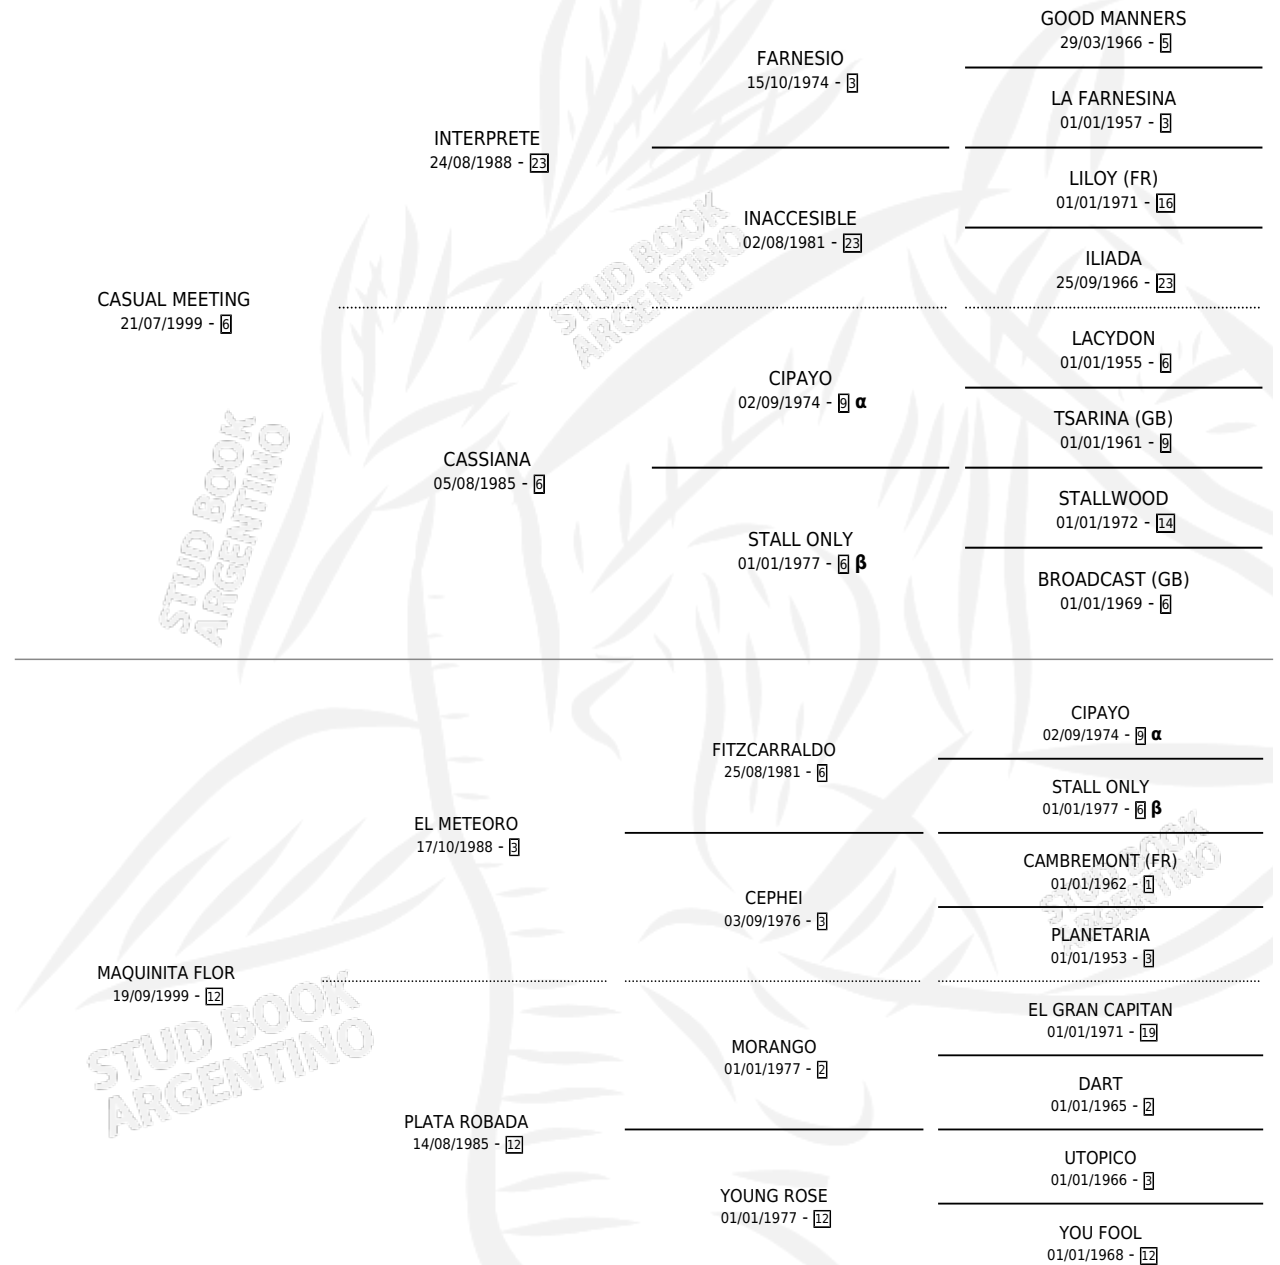 GOOD MANNERS
29/03/1966 - 5
FARNESIO
15/10/1974 - 3
LA FARNESINA
01/01/1957 - 3
INTERPRETE
24/08/1988 - 23
LILOY (FR)
01/01/1971 - 16
INACCESIBLE
02/08/1981 - 23
ILIADA
25/09/1966 - 23
CASUAL MEETING
21/07/1999 - 6
LACYDON
01/01/1955 - 6
CIPAYO
02/09/1974 - 9 α
TSARINA (GB)
01/01/1961 - 9
CASSIANA
05/08/1985 - 6
STALLWOOD
01/01/1972 - 14
STALL ONLY
01/01/1977 - 6 β
BROADCAST (GB)
01/01/1969 - 6
CIPAYO
02/09/1974 - 9 α
FITZCARRALDO
25/08/1981 - 6
STALL ONLY
01/01/1977 - 6 β
EL METEORO
17/10/1988 - 3
CAMBREMONT (FR)
01/01/1962 - 1
CEPHEI
03/09/1976 - 3
PLANETARIA
01/01/1953 - 3
MAQUINITA FLOR
19/09/1999 - 12
EL GRAN CAPITAN
01/01/1971 - 19
MORANGO
01/01/1977 - 2
DART
01/01/1965 - 2
PLATA ROBADA
14/08/1985 - 12
UTOPICO
01/01/1966 - 3
YOUNG ROSE
01/01/1977 - 12
YOU FOOL
01/01/1968 - 12
STUD BOOK
ARGENTINO
STUD BOOK
ARGENTINO
STUD BOOK
ARGENTINO
STUD BOOK
ARGENTINO